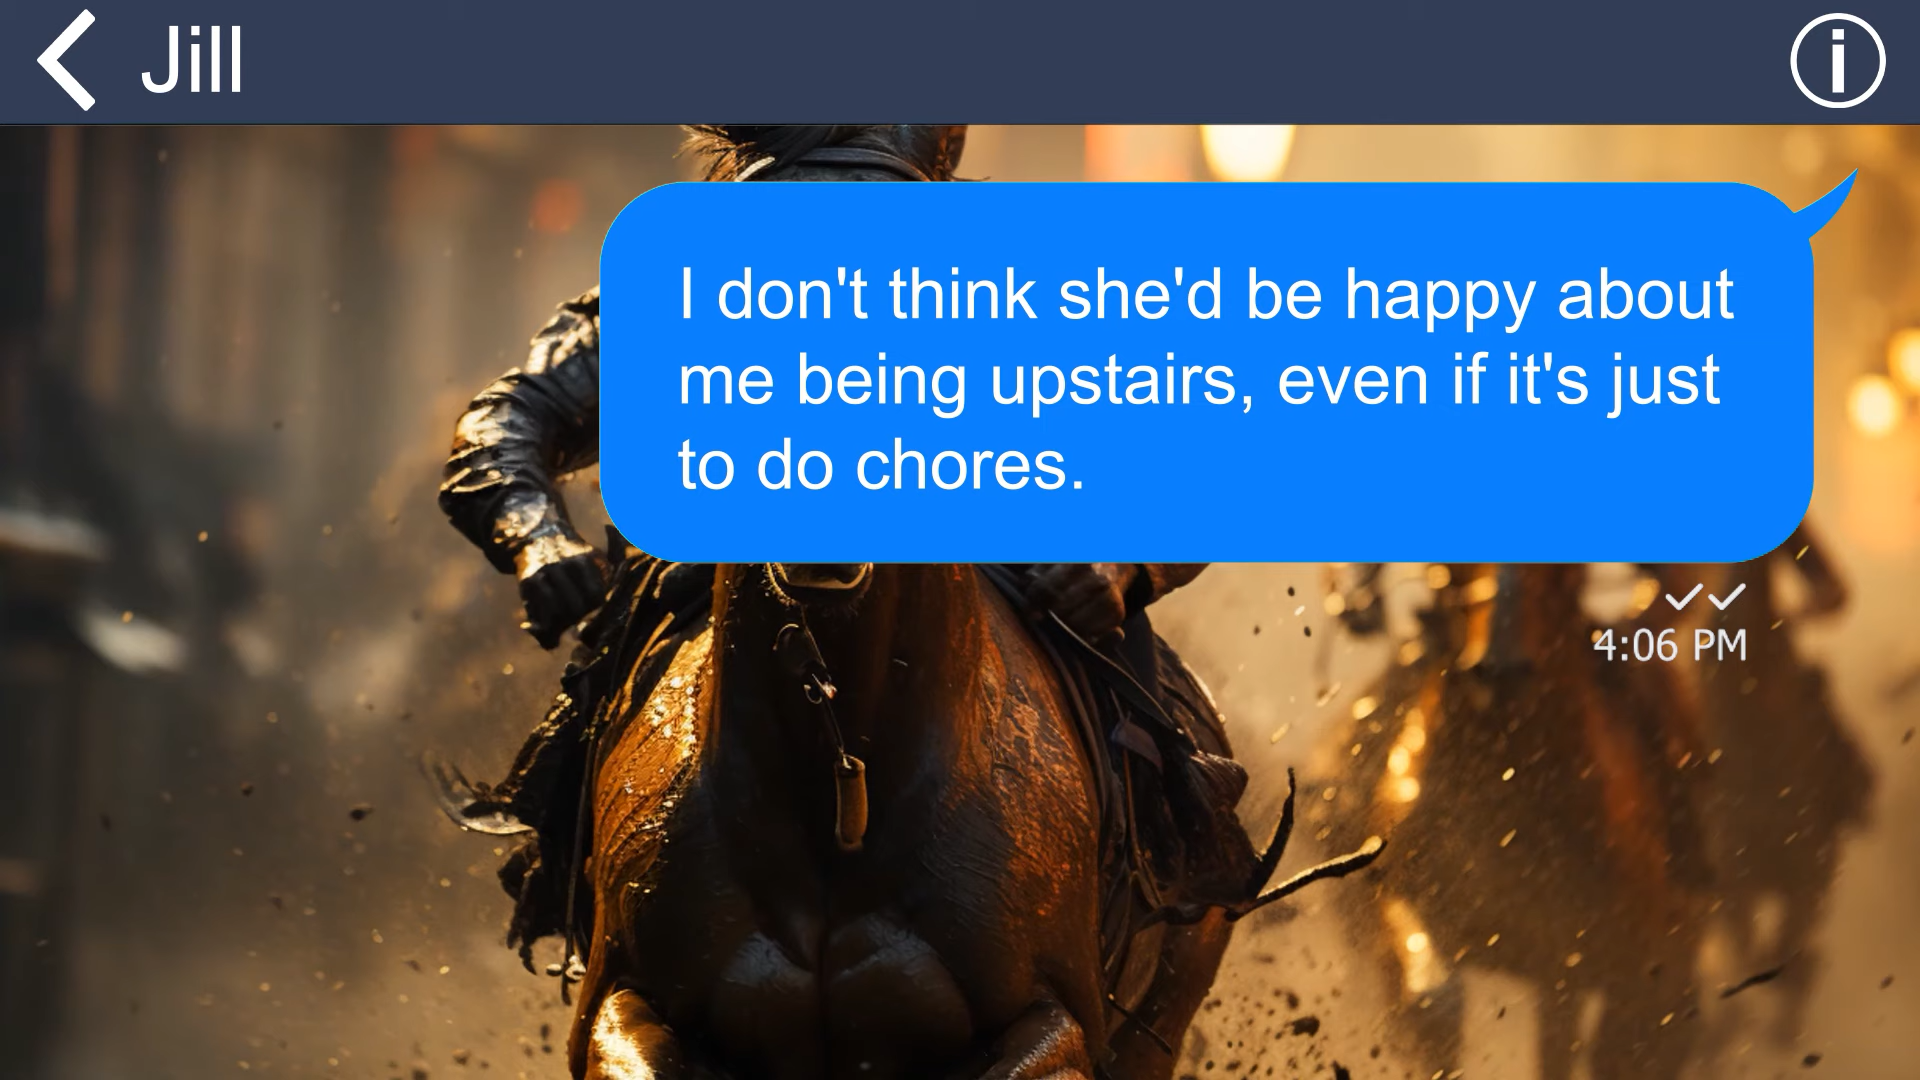 Jill
I don't think she'd be happy about
me being upstairs, even if it's just
to do chores.
4:06 PM